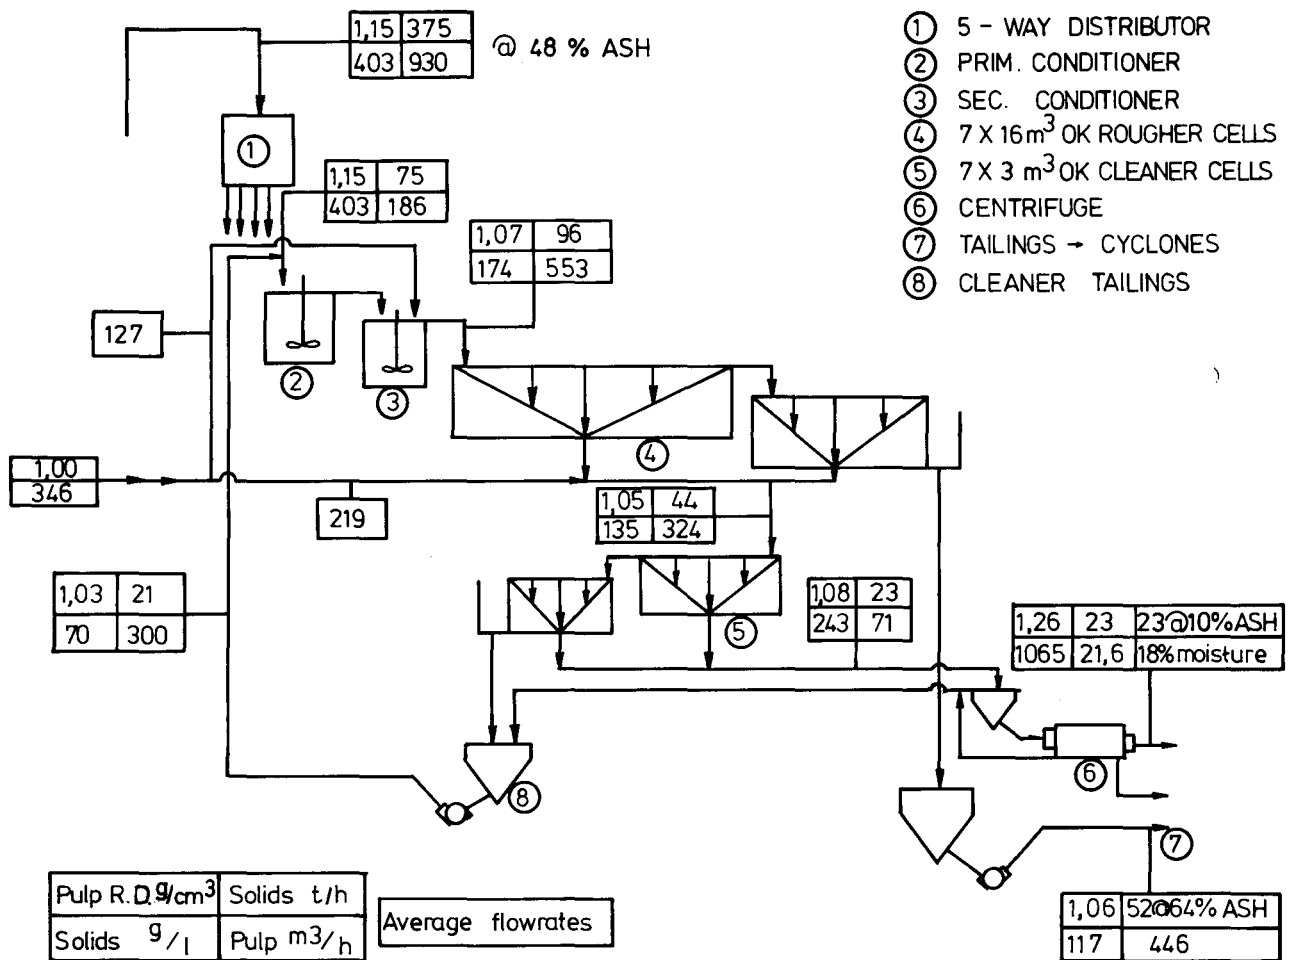 1,15 375
403 930
@ 48 % ASH
① 5 - WAY DISTRIBUTOR
② PRIM. CONDITIONER
③ SEC. CONDITIONER
④ 7 X 16 m³ OK ROUGHER CELLS
⑤ 7 X 3 m³ OK CLEANER CELLS
⑥ CENTRIFUGE
⑦ TAILINGS → CYCLONES
⑧ CLEANER TAILINGS
①
1,15 75
403 186
1,07 96
174 553
127
②
③
④
1,00
346
219
1,05 44
135 324
1,03 21
70 300
⑤
1,08 23
243 71
1,26 23 23@10%ASH
1065 21,6 18%moisture
⑥
⑧
⑦
1,06 52@64% ASH
117 446
Pulp R.D. g/cm³ Solids t/h
Solids g/l Pulp m3/h
Average flowrates